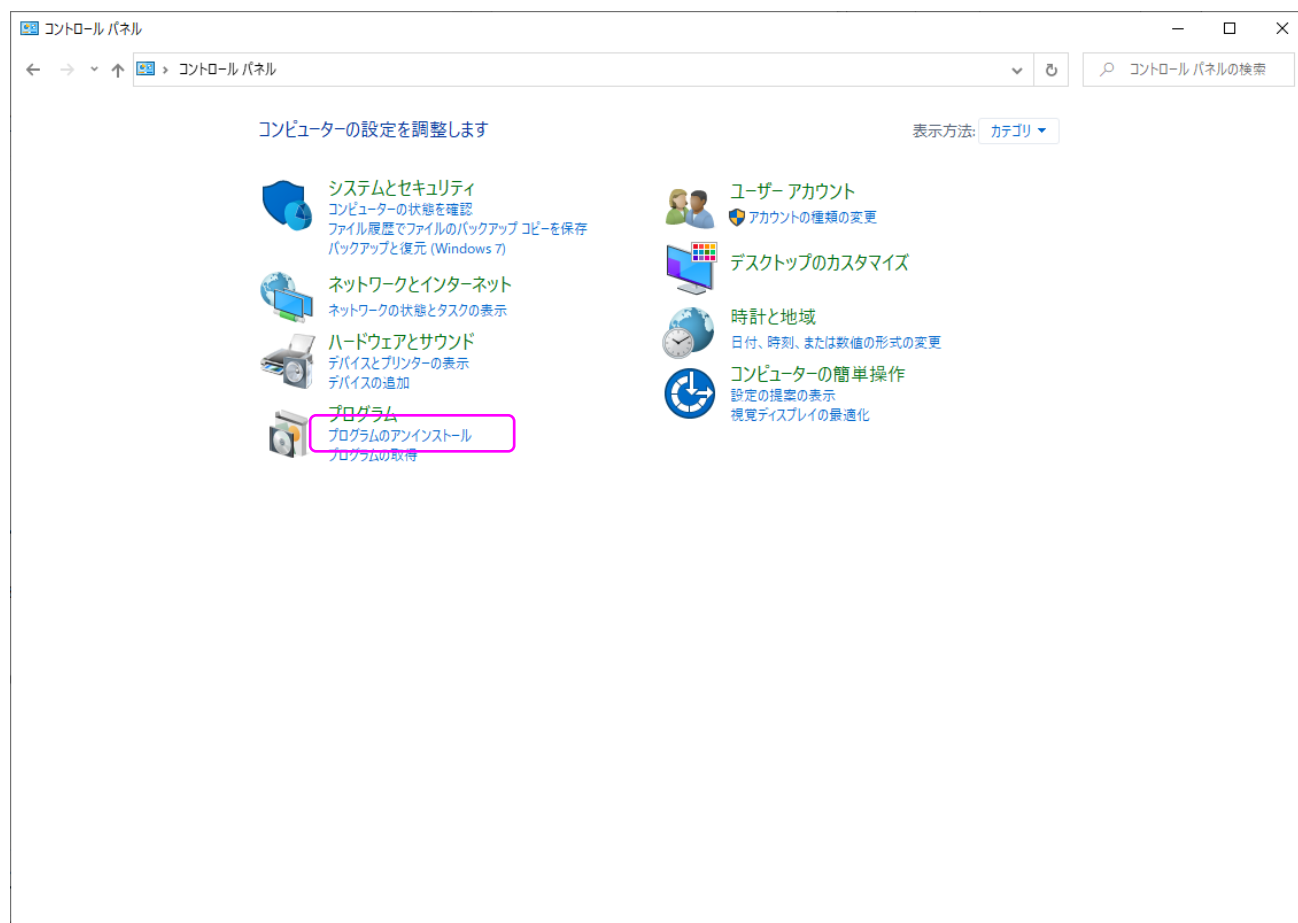 コントロール パネル
コントロール パネル
コントロール パネルの検索
コンピューターの設定を調整します
表示方法: カテゴリ
システムとセキュリティ
コンピューターの状態を確認
ファイル履歴でファイルのバックアップ コピーを保存
バックアップと復元 (Windows 7)
ネットワークとインターネット
ネットワークの状態とタスクの表示
ハードウェアとサウンド
デバイスとプリンターの表示
デバイスの追加
プログラム
プログラムのアンインストール
プログラムの取得
ユーザー アカウント
アカウントの種類の変更
デスクトップのカスタマイズ
時計と地域
日付、時刻、または数値の形式の変更
コンピューターの簡単操作
設定の提案の表示
視覚ディスプレイの最適化